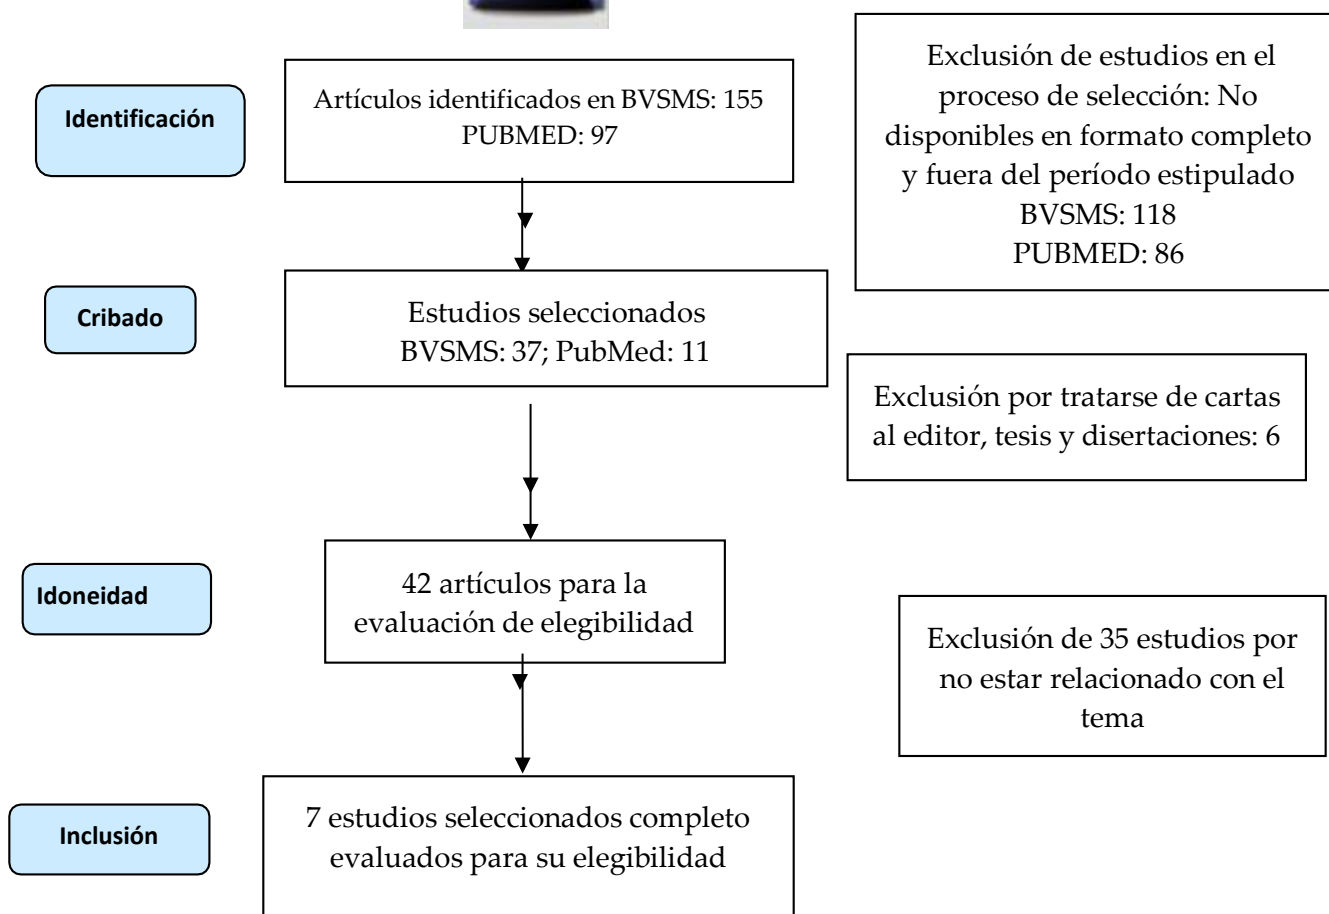 Identificación
Artículos identificados en BVSMS: 155
PUBMED: 97
Exclusión de estudios en el
proceso de selección: No
disponibles en formato completo
y fuera del período estipulado
BVSMS: 118
PUBMED: 86
Cribado
Estudios seleccionados
BVSMS: 37; PubMed: 11
Exclusión por tratarse de cartas
al editor, tesis y disertaciones: 6
Idoneidad
42 artículos para la
evaluación de elegibilidad
Exclusión de 35 estudios por
no estar relacionado con el
tema
Inclusión
7 estudios seleccionados completo
evaluados para su elegibilidad